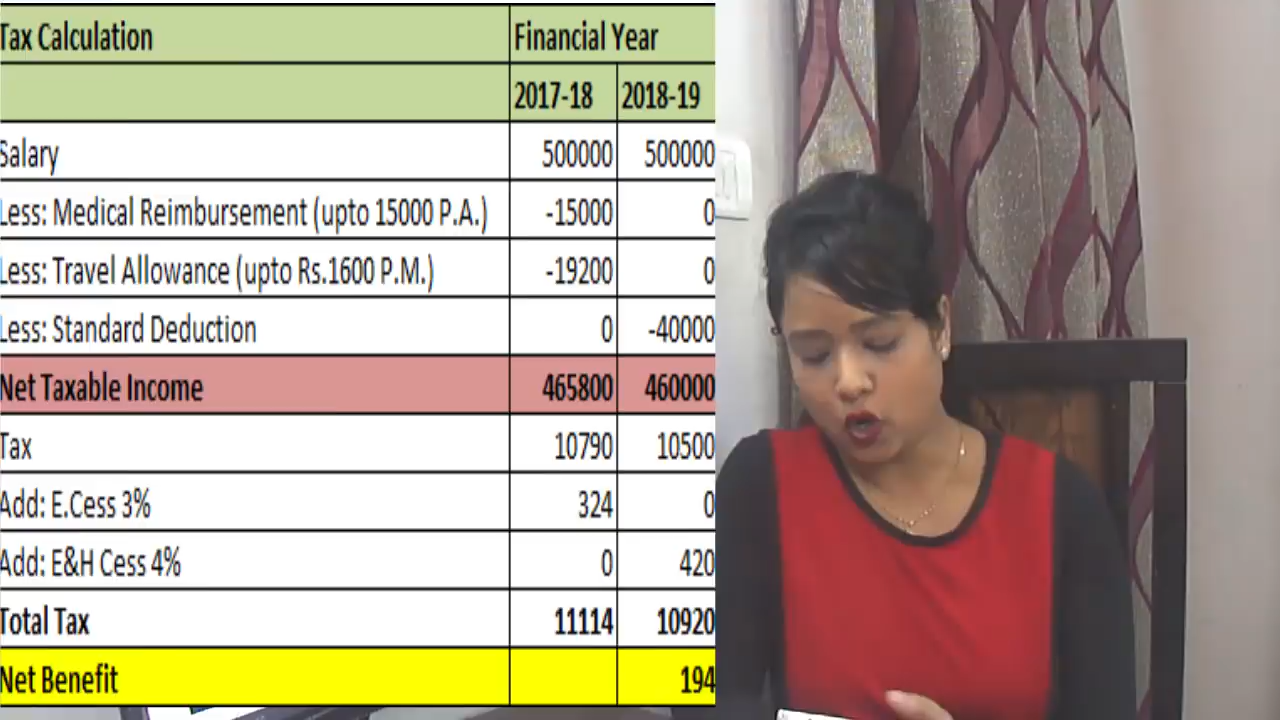 Tax Calculation Financial Year
2017-18 2018-19
Salary 500000 500000
Less: Medical Reimbursement (upto 15000 P.A.) -15000 0
Less: Travel Allowance (upto Rs.1600 P.M.) -19200 0
Less: Standard Deduction 0 -40000
Net Taxable Income 465800 460000
Tax 10790 10500
Add: E.Cess 3% 324 0
Add: E&H Cess 4% 0 420
Total Tax 11114 10920
Net Benefit 194